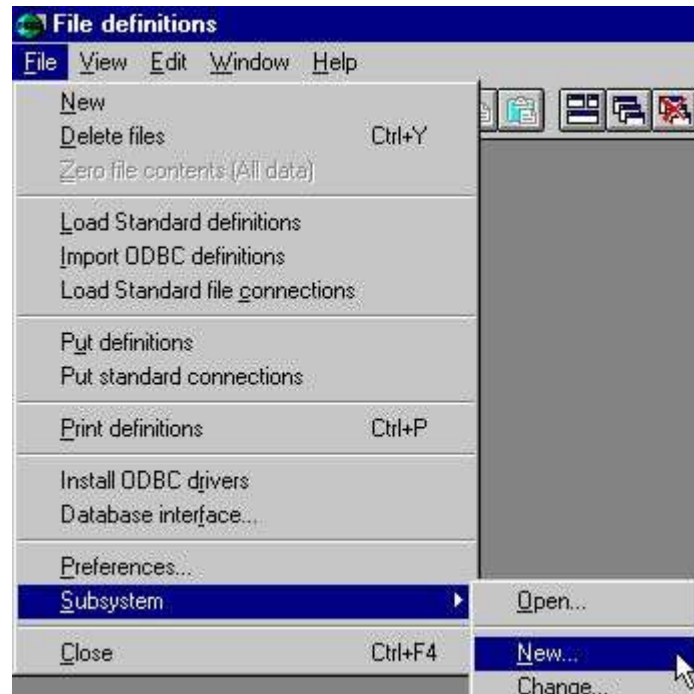 File definitions
File View Edit Window Help
New
Delete files Ctrl+Y
Zero file contents (All data)
Load Standard definitions
Import ODBC definitions
Load Standard file connections
Put definitions
Put standard connections
Print definitions Ctrl+P
Install ODBC drivers
Database interface...
Preferences...
Subsystem Open...
Close Ctrl+F4 New...
Change...